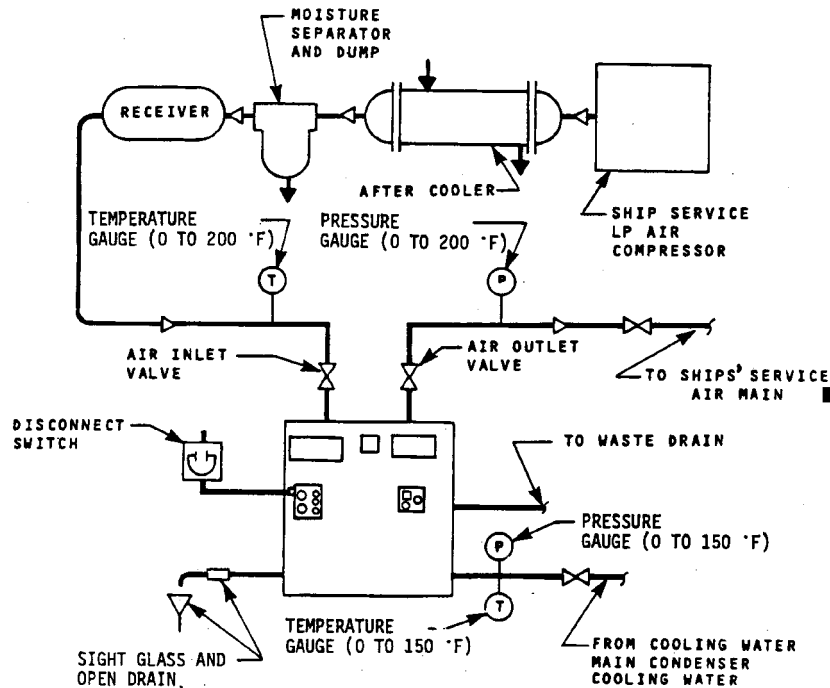 MOISTURE
SEPARATOR
AND DUMP
RECEIVER
AFTER COOLER
SHIP SERVICE
LP AIR
COMPRESSOR
TEMPERATURE
GAUGE (0 TO 200 °F)
PRESSURE
GAUGE (0 TO 200 °F)
T
P
AIR INLET
VALVE
AIR OUTLET
VALVE
TO SHIPS' SERVICE
AIR MAIN
DISCONNECT
SWITCH
TO WASTE DRAIN
PRESSURE
GAUGE (0 TO 150 °F)
P
T
TEMPERATURE
GAUGE (0 TO 150 °F)
SIGHT GLASS AND
OPEN DRAIN.
FROM COOLING WATER
MAIN CONDENSER
COOLING WATER